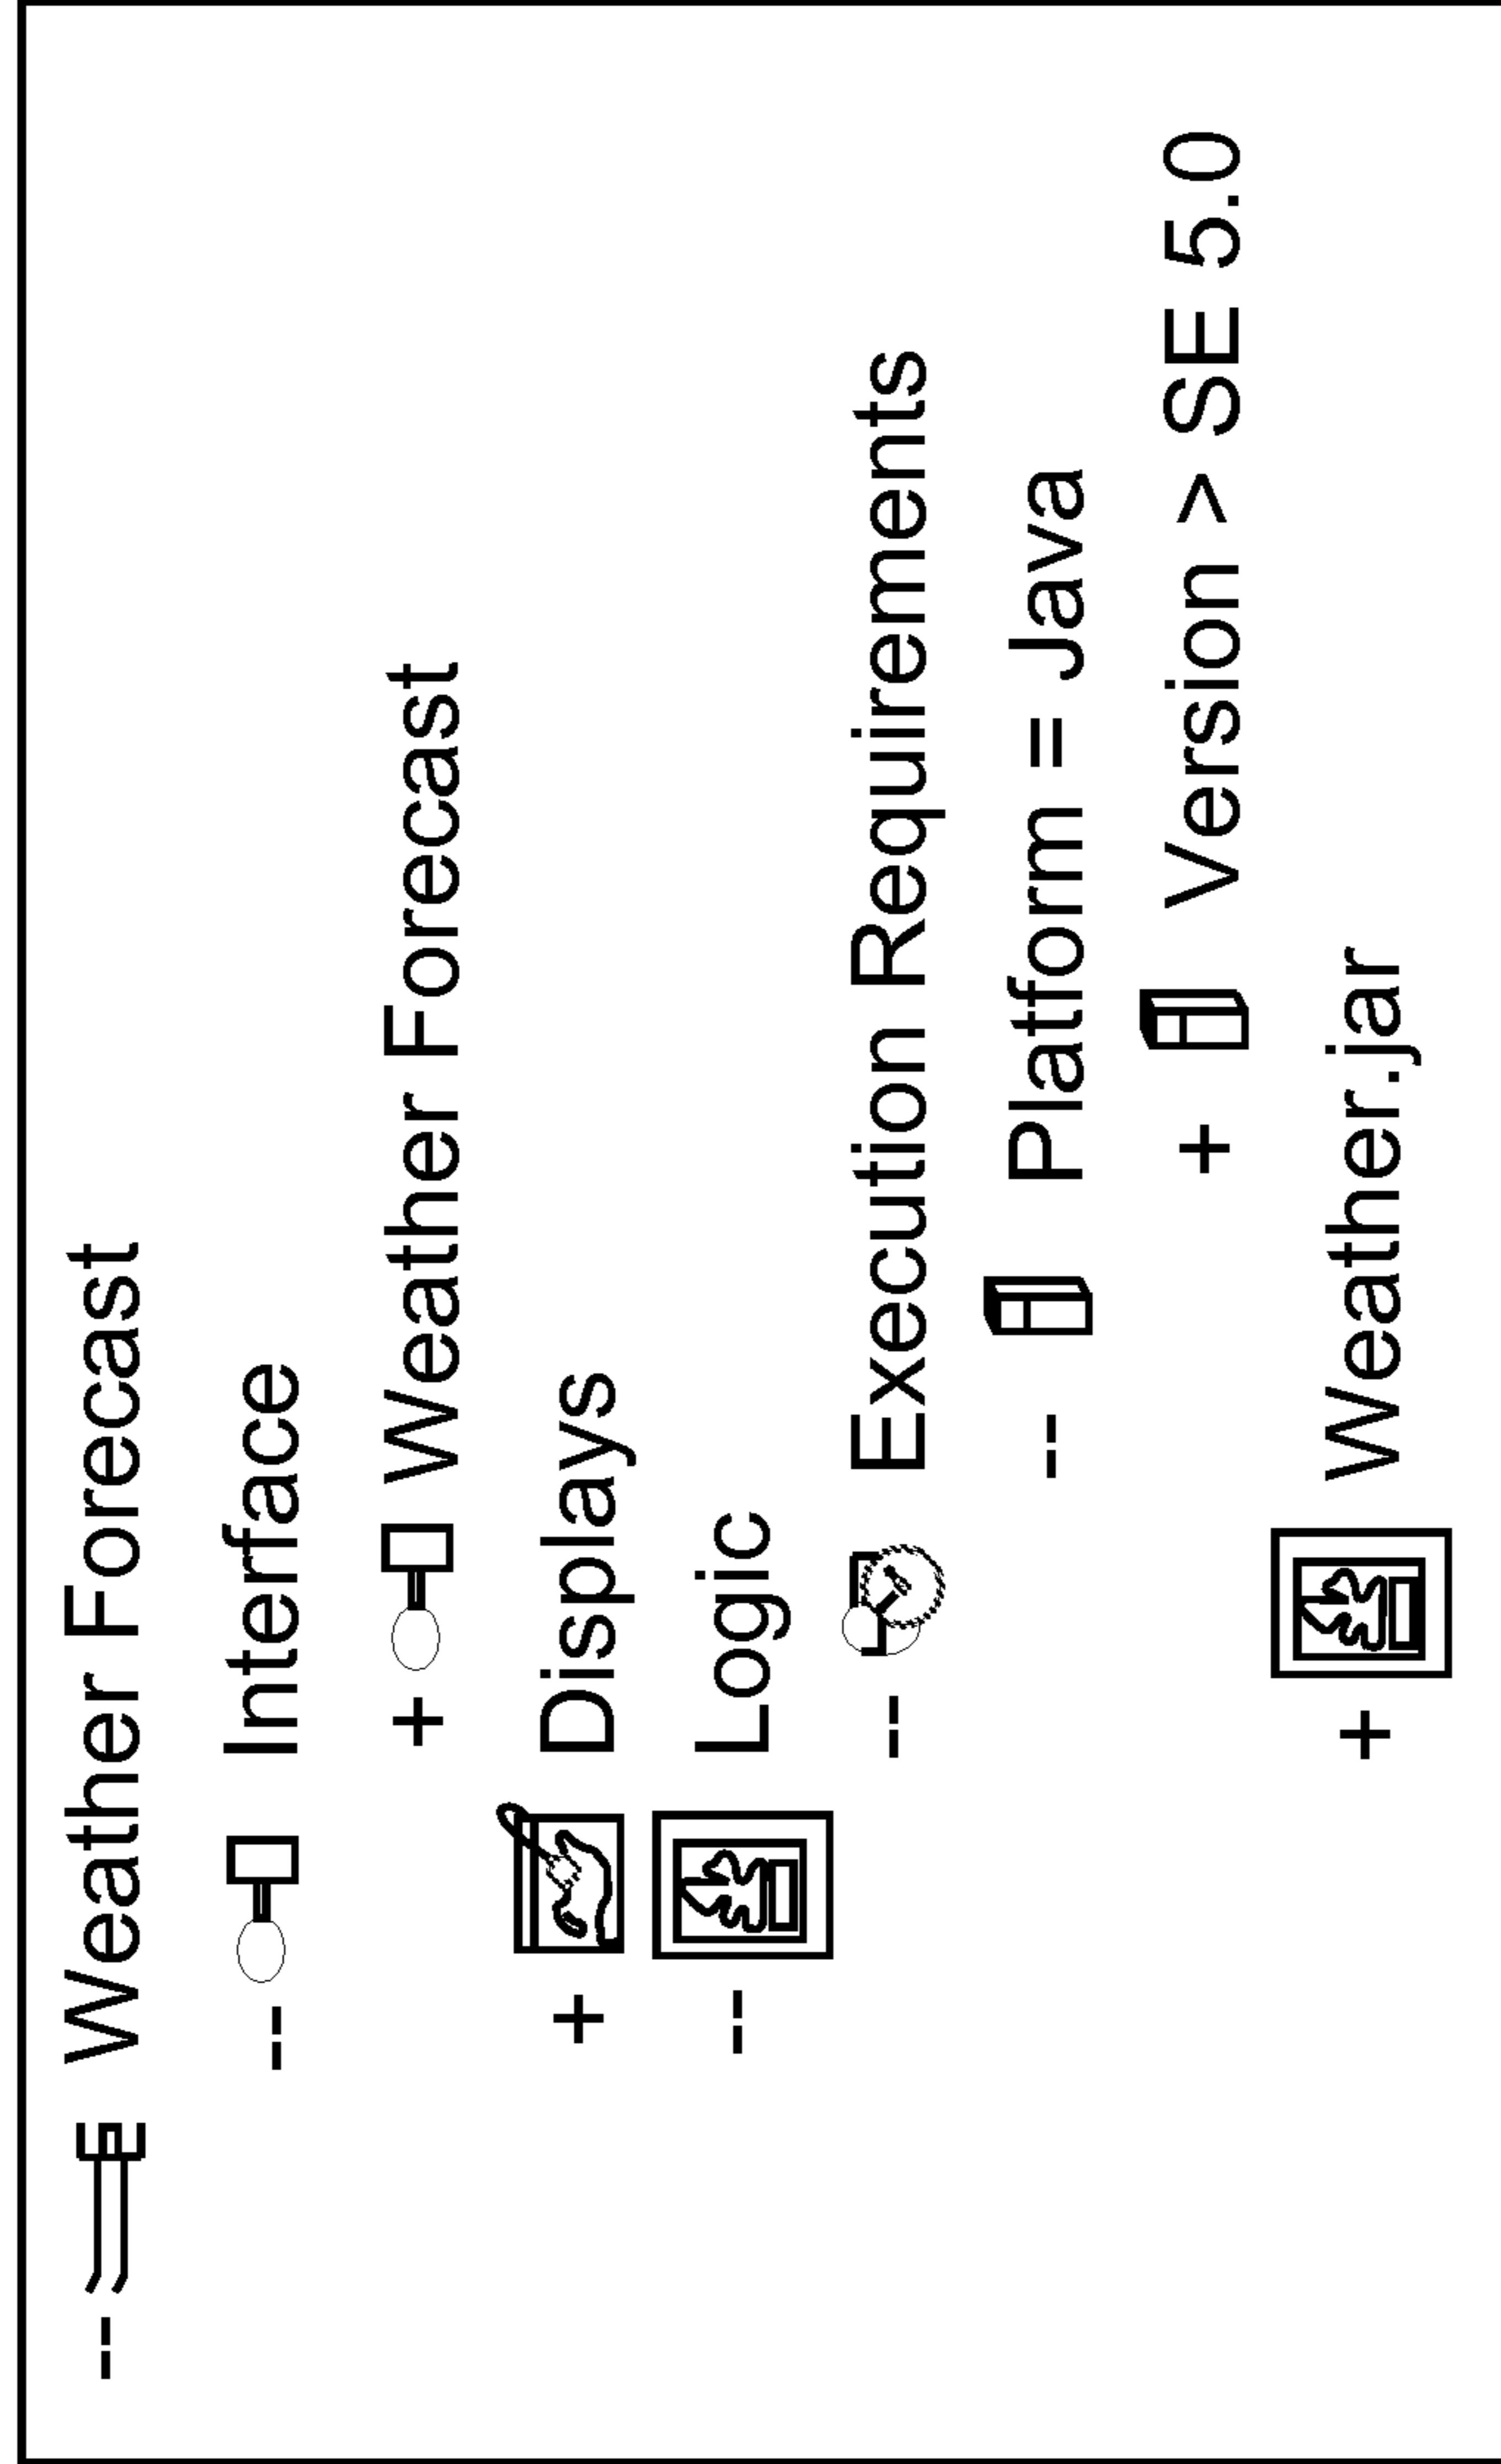 -- Weather Forecast
-- Interface
+ Weather Forecast
+ Displays
-- Logic
-- Execution Requirements
-- Platform = Java
+ Version > SE 5.0
+ Weather.jar